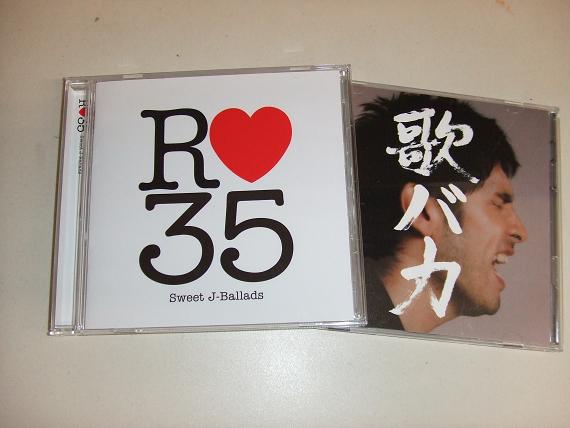 R♥
35
Sweet J-Ballads
歌バカ